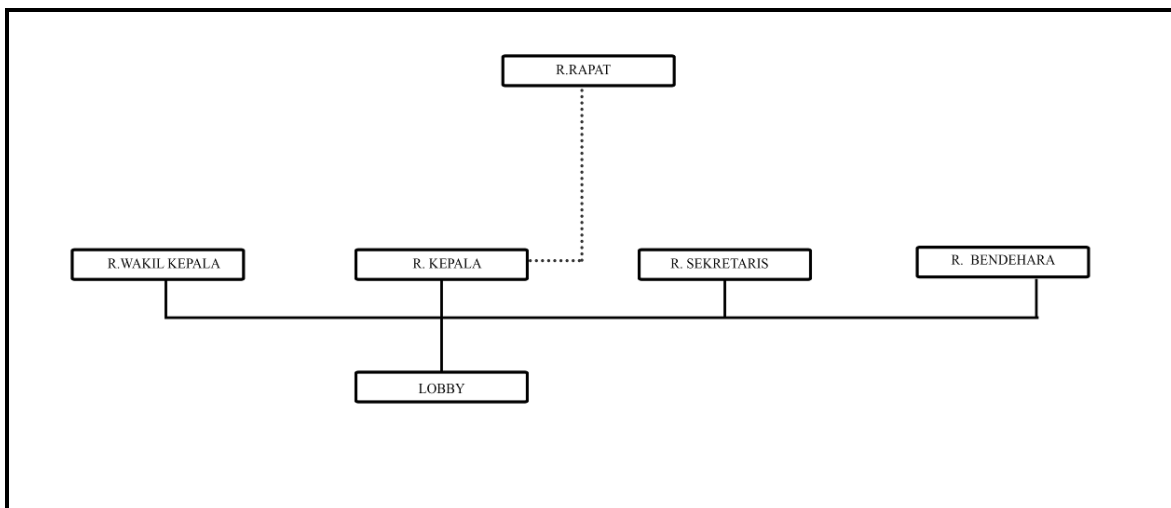 R.RAPAT
R.WAKIL KEPALA
R. KEPALA
R. SEKRETARIS
R. BENDEHARA
LOBBY